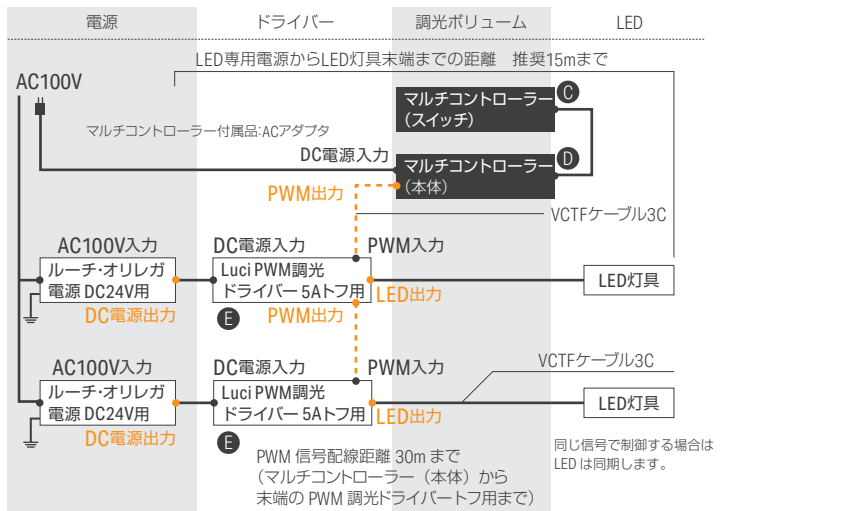 電源
ドライバー
調光ボリューム
LED
LED専用電源からLED灯具末端までの距離　推奨15mまで
AC100V
マルチコントローラー
（スイッチ）
C
マルチコントローラー付属品:ACアダプタ
DC電源入力
マルチコントローラー
（本体）
D
PWM出力
VCTFケーブル3C
AC100V入力
DC電源入力
PWM入力
ルーチ・オリレガ
電源 DC24V用
Luci PWM調光
ドライバー 5Aトフ用
LED灯具
LED出力
DC電源出力
E
PWM出力
AC100V入力
DC電源入力
PWM入力
VCTFケーブル3C
ルーチ・オリレガ
電源 DC24V用
Luci PWM調光
ドライバー 5Aトフ用
LED灯具
LED出力
DC電源出力
E
PWM 信号配線距離 30m まで
（マルチコントローラー（本体）から
末端の PWM 調光ドライバートフ用まで）
同じ信号で制御する場合は
LED は同期します。